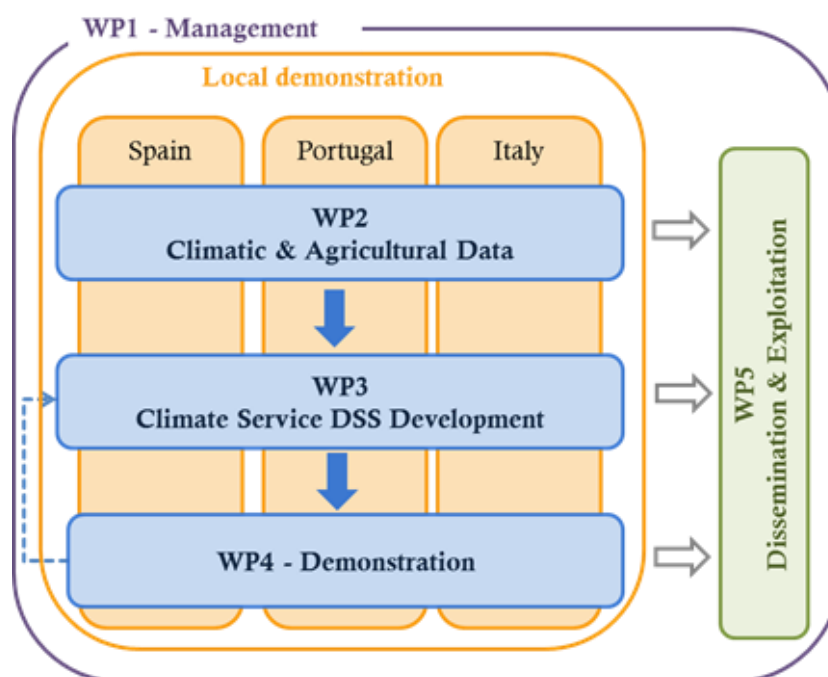 WP1 - Management
Local demonstration
Spain
Portugal
Italy
WP2
Climatic & Agricultural Data
WP3
Climate Service DSS Development
WP4 - Demonstration
WP5
Dissemination & Exploitation